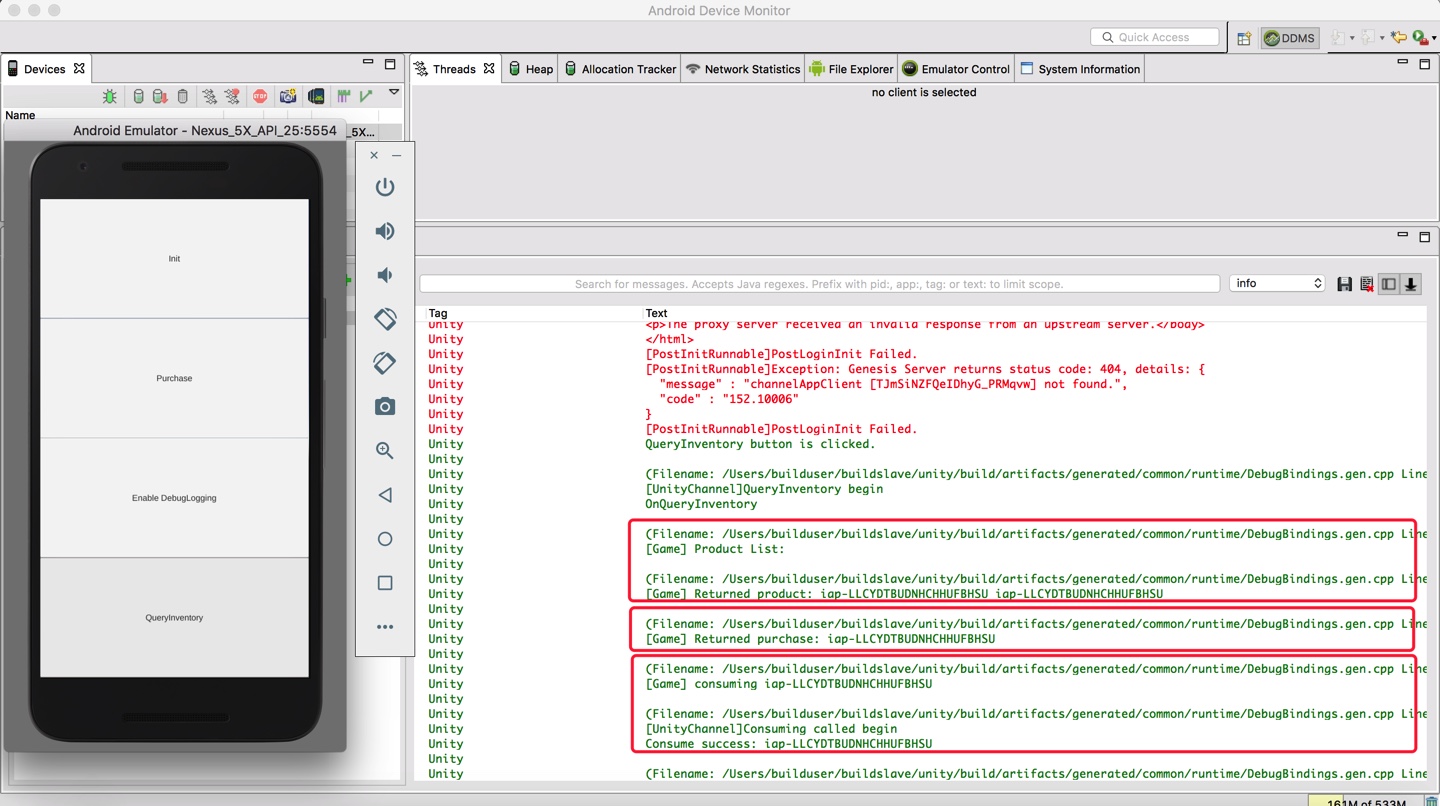 Android Device Monitor
Quick Access
DDMS
Devices
Threads
Heap
Allocation Tracker
Network Statistics
File Explorer
Emulator Control
System Information
no client is selected
Name
Android Emulator - Nexus_5X_API_25:5554
_5X...
Init
Purchase
Enable DebugLogging
QueryInventory
Search for messages. Accepts Java regexes. Prefix with pid:, app:, tag: or text: to limit scope.
info
Tag Text
Unity <p>The proxy server received an invalid response from an upstream server.</body>
Unity </html>
Unity [PostInitRunnable]PostLoginInit Failed.
Unity [PostInitRunnable]Exception: Genesis Server returns status code: 404, details: {
Unity "message" : "channelAppClient [TJmSiNZFQeIDhyG_PRMqvw] not found.",
Unity "code" : "152.10006"
Unity }
Unity [PostInitRunnable]PostLoginInit Failed.
Unity QueryInventory button is clicked.
Unity
Unity (Filename: /Users/builduser/buildslave/unity/build/artifacts/generated/common/runtime/DebugBindings.gen.cpp Line
Unity [UnityChannel]QueryInventory begin
Unity OnQueryInventory
Unity
Unity (Filename: /Users/builduser/buildslave/unity/build/artifacts/generated/common/runtime/DebugBindings.gen.cpp Line
Unity [Game] Product List:
Unity
Unity (Filename: /Users/builduser/buildslave/unity/build/artifacts/generated/common/runtime/DebugBindings.gen.cpp Line
Unity [Game] Returned product: iap-LLCYDTBUDNHCHHUFBHSU iap-LLCYDTBUDNHCHHUFBHSU
Unity
Unity (Filename: /Users/builduser/buildslave/unity/build/artifacts/generated/common/runtime/DebugBindings.gen.cpp Line
Unity [Game] Returned purchase: iap-LLCYDTBUDNHCHHUFBHSU
Unity
Unity (Filename: /Users/builduser/buildslave/unity/build/artifacts/generated/common/runtime/DebugBindings.gen.cpp Line
Unity [Game] consuming iap-LLCYDTBUDNHCHHUFBHSU
Unity
Unity (Filename: /Users/builduser/buildslave/unity/build/artifacts/generated/common/runtime/DebugBindings.gen.cpp Line
Unity [UnityChannel]Consuming called begin
Unity Consume success: iap-LLCYDTBUDNHCHHUFBHSU
Unity
Unity (Filename: /Users/builduser/buildslave/unity/build/artifacts/generated/common/runtime/DebugBindings.gen.cpp Line
161M of 533M